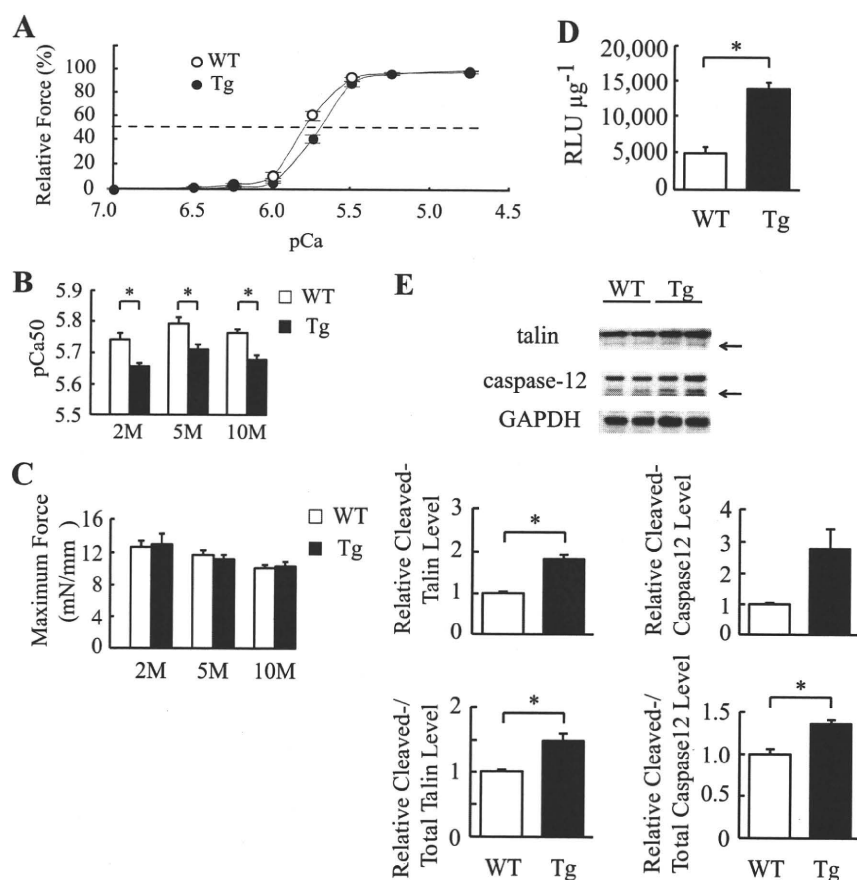 A
Relative Force (%)
100
80
60
40
20
0
WT
Tg
7.0 6.5 6.0 5.5 5.0 4.5
pCa
B
pCa50
5.9
5.8
5.7
5.6
5.5
* * *
WT
Tg
2M 5M 10M
C
Maximum Force
(mN/mm )
16
12
8
4
0
WT
Tg
2M 5M 10M
D
RLU µg-1
20,000
15,000
10,000
5,000
0
*
WT Tg
E
WT Tg
talin
caspase-12
GAPDH
Relative Cleaved-
Talin Level
3
2
1
0
*
Relative Cleaved-
Caspase12 Level
4
3
2
1
0
Relative Cleaved-/
Total Talin Level
2
1
0
*
WT Tg
Relative Cleaved-/
Total Caspase12 Level
1.5
1.0
0.5
0
*
WT Tg